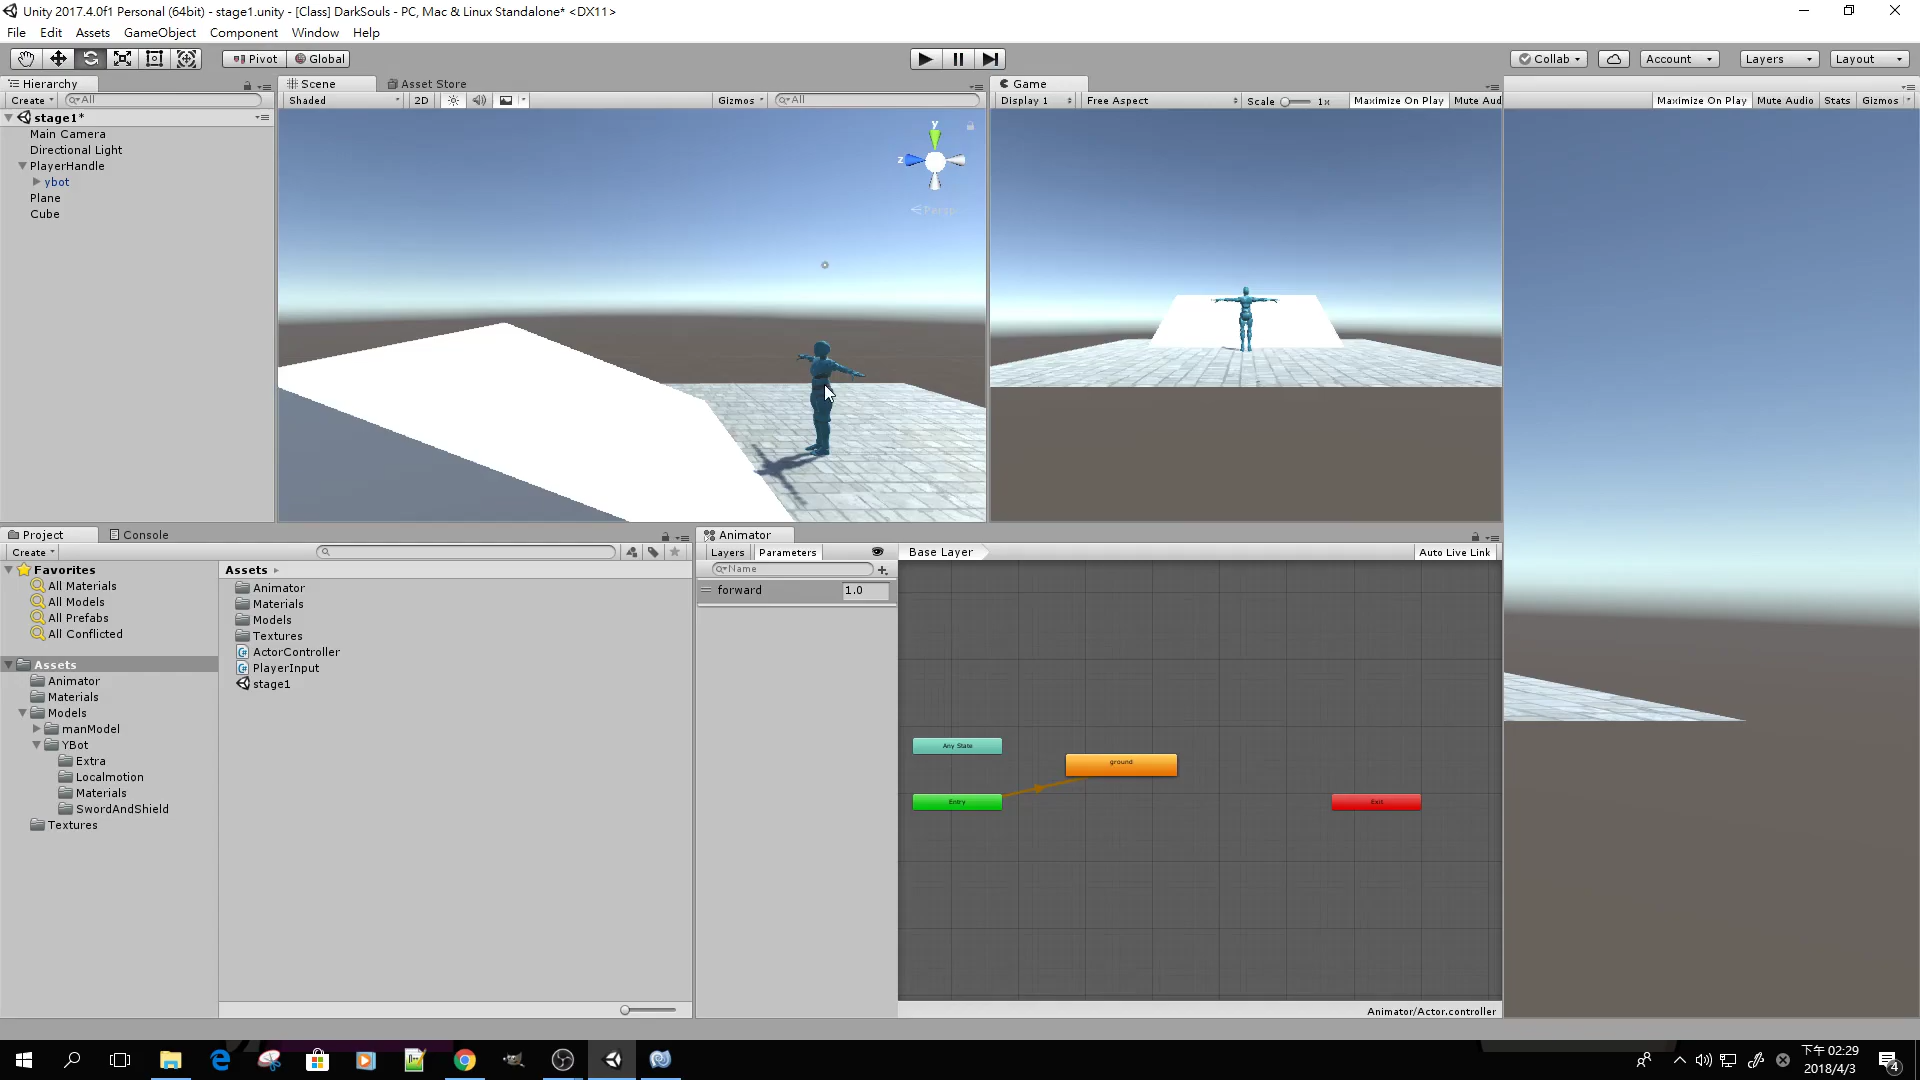 Unity 2017.4.0f1 Personal (64bit) - stage1.unity - [Class] DarkSouls - PC, Mac & Linux Standalone* <DX11>
File Edit Assets GameObject Component Window Help
Pivot Global Collab Account Layers Layout
Hierarchy
Create All
stage1*
Main Camera
Directional Light
PlayerHandle
ybot
Plane
Cube
Scene Asset Store
Shaded 2D Gizmos All
y
z
Persp
Game
Display 1 Free Aspect Scale 1x Maximize On Play Mute Aud
Maximize On Play Mute Audio Stats Gizmos
Project Console
Create
Favorites
All Materials
All Models
All Prefabs
All Conflicted
Assets
Animator
Materials
Models
manModel
YBot
Extra
Localmotion
Materials
SwordAndShield
Textures
Assets
Animator
Materials
Models
Textures
ActorController
PlayerInput
stage1
Animator
Layers Parameters
Name
forward 1.0
Base Layer Auto Live Link
Any State
ground
Entry
Exit
Animator/Actor.controller
下午 02:29
2018/4/3
4